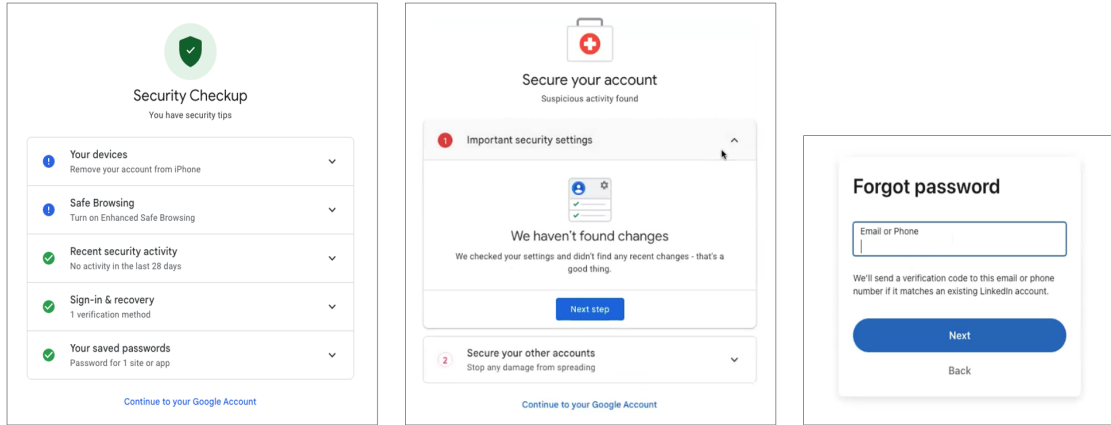 Security Checkup
You have security tips
Your devices
Remove your account from iPhone
Safe Browsing
Turn on Enhanced Safe Browsing
Recent security activity
No activity in the last 28 days
Sign-in & recovery
1 verification method
Your saved passwords
Password for 1 site or app
Continue to your Google Account
Secure your account
Suspicious activity found
1 Important security settings
We haven't found changes
We checked your settings and didn't find any recent changes - that's a
good thing.
Next step
2 Secure your other accounts
Stop any damage from spreading
Continue to your Google Account
Forgot password
Email or Phone
We'll send a verification code to this email or phone
number if it matches an existing LinkedIn account.
Next
Back